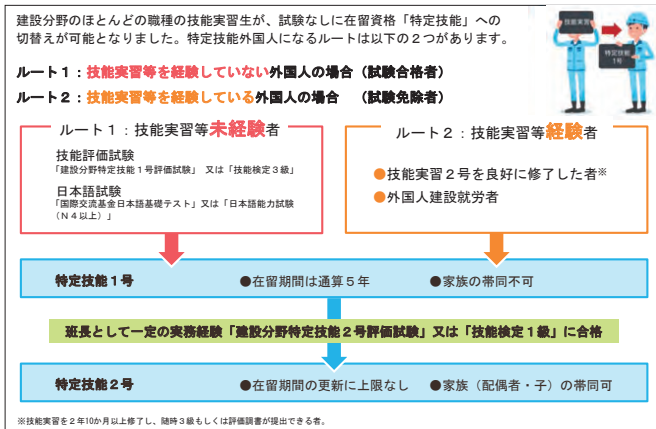 建設分野のほとんどの職種の技能実習生が、試験なしに在留資格「特定技能」への
切替えが可能となりました。特定技能外国人になるルートは以下の２つがあります。
技能実習
特定技能
1号
ルート１：技能実習等を経験していない外国人の場合（試験合格者）
ルート２：技能実習等を経験している外国人の場合　（試験免除者）
ルート１：技能実習等未経験者
技能評価試験
「建設分野特定技能１号評価試験」 又は「技能検定３級」
日本語試験
「国際交流基金日本語基礎テスト」又は「日本語能力試験
（Ｎ４以上）」
ルート２：技能実習等経験者
●技能実習２号を良好に修了した者※
●外国人建設就労者
特定技能１号　●在留期間は通算５年　●家族の帯同不可
班長として一定の実務経験「建設分野特定技能２号評価試験」又は「技能検定１級」に合格
特定技能２号　●在留期間の更新に上限なし　●家族（配偶者・子）の帯同可
※技能実習を２年10か月以上修了し、随時３級もしくは評価調書が提出できる者。